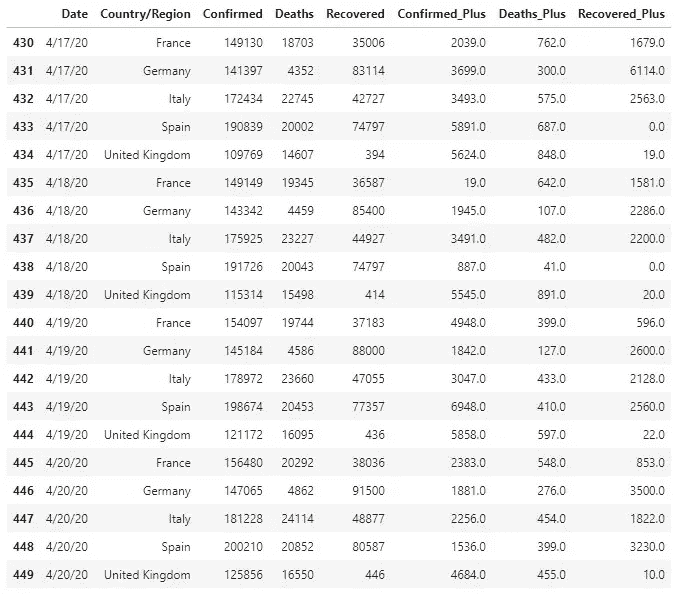 Date Country/Region Confirmed Deaths Recovered Confirmed_Plus Deaths_Plus Recovered_Plus
430 4/17/20 France 149130 18703 35006 2039.0 762.0 1679.0
431 4/17/20 Germany 141397 4352 83114 3699.0 300.0 6114.0
432 4/17/20 Italy 172434 22745 42727 3493.0 575.0 2563.0
433 4/17/20 Spain 190839 20002 74797 5891.0 687.0 0.0
434 4/17/20 United Kingdom 109769 14607 394 5624.0 848.0 19.0
435 4/18/20 France 149149 19345 36587 19.0 642.0 1581.0
436 4/18/20 Germany 143342 4459 85400 1945.0 107.0 2286.0
437 4/18/20 Italy 175925 23227 44927 3491.0 482.0 2200.0
438 4/18/20 Spain 191726 20043 74797 887.0 41.0 0.0
439 4/18/20 United Kingdom 115314 15498 414 5545.0 891.0 20.0
440 4/19/20 France 154097 19744 37183 4948.0 399.0 596.0
441 4/19/20 Germany 145184 4586 88000 1842.0 127.0 2600.0
442 4/19/20 Italy 178972 23660 47055 3047.0 433.0 2128.0
443 4/19/20 Spain 198674 20453 77357 6948.0 410.0 2560.0
444 4/19/20 United Kingdom 121172 16095 436 5858.0 597.0 22.0
445 4/20/20 France 156480 20292 38036 2383.0 548.0 853.0
446 4/20/20 Germany 147065 4862 91500 1881.0 276.0 3500.0
447 4/20/20 Italy 181228 24114 48877 2256.0 454.0 1822.0
448 4/20/20 Spain 200210 20852 80587 1536.0 399.0 3230.0
449 4/20/20 United Kingdom 125856 16550 446 4684.0 455.0 10.0